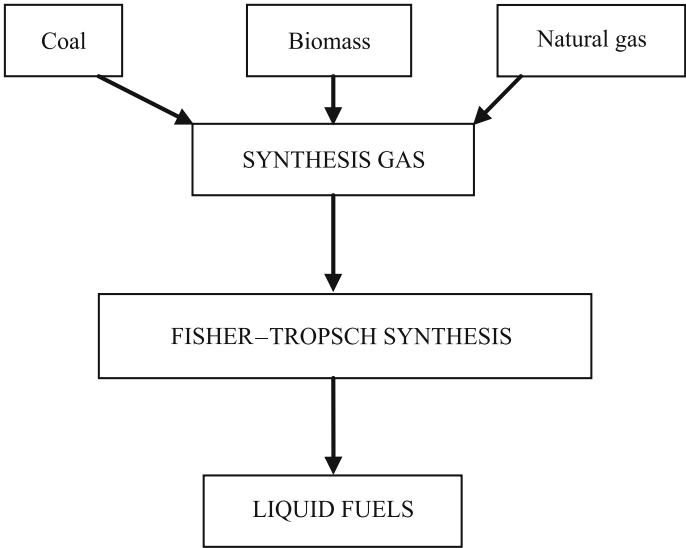 Coal
Biomass
Natural gas
SYNTHESIS GAS
FISHER–TROPSCH SYNTHESIS
LIQUID FUELS